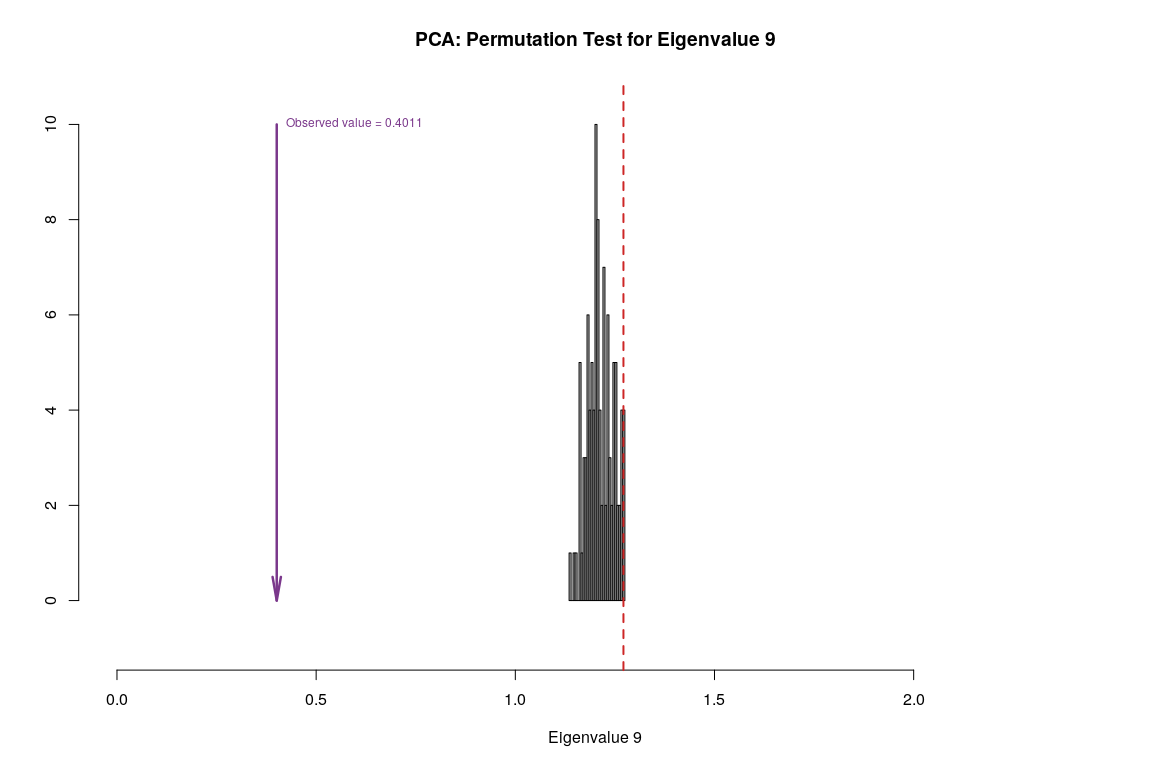 PCA: Permutation Test for Eigenvalue 9
Observed value = 0.4011
10
8
6
4
2
0
0.0 0.5 1.0 1.5 2.0
Eigenvalue 9